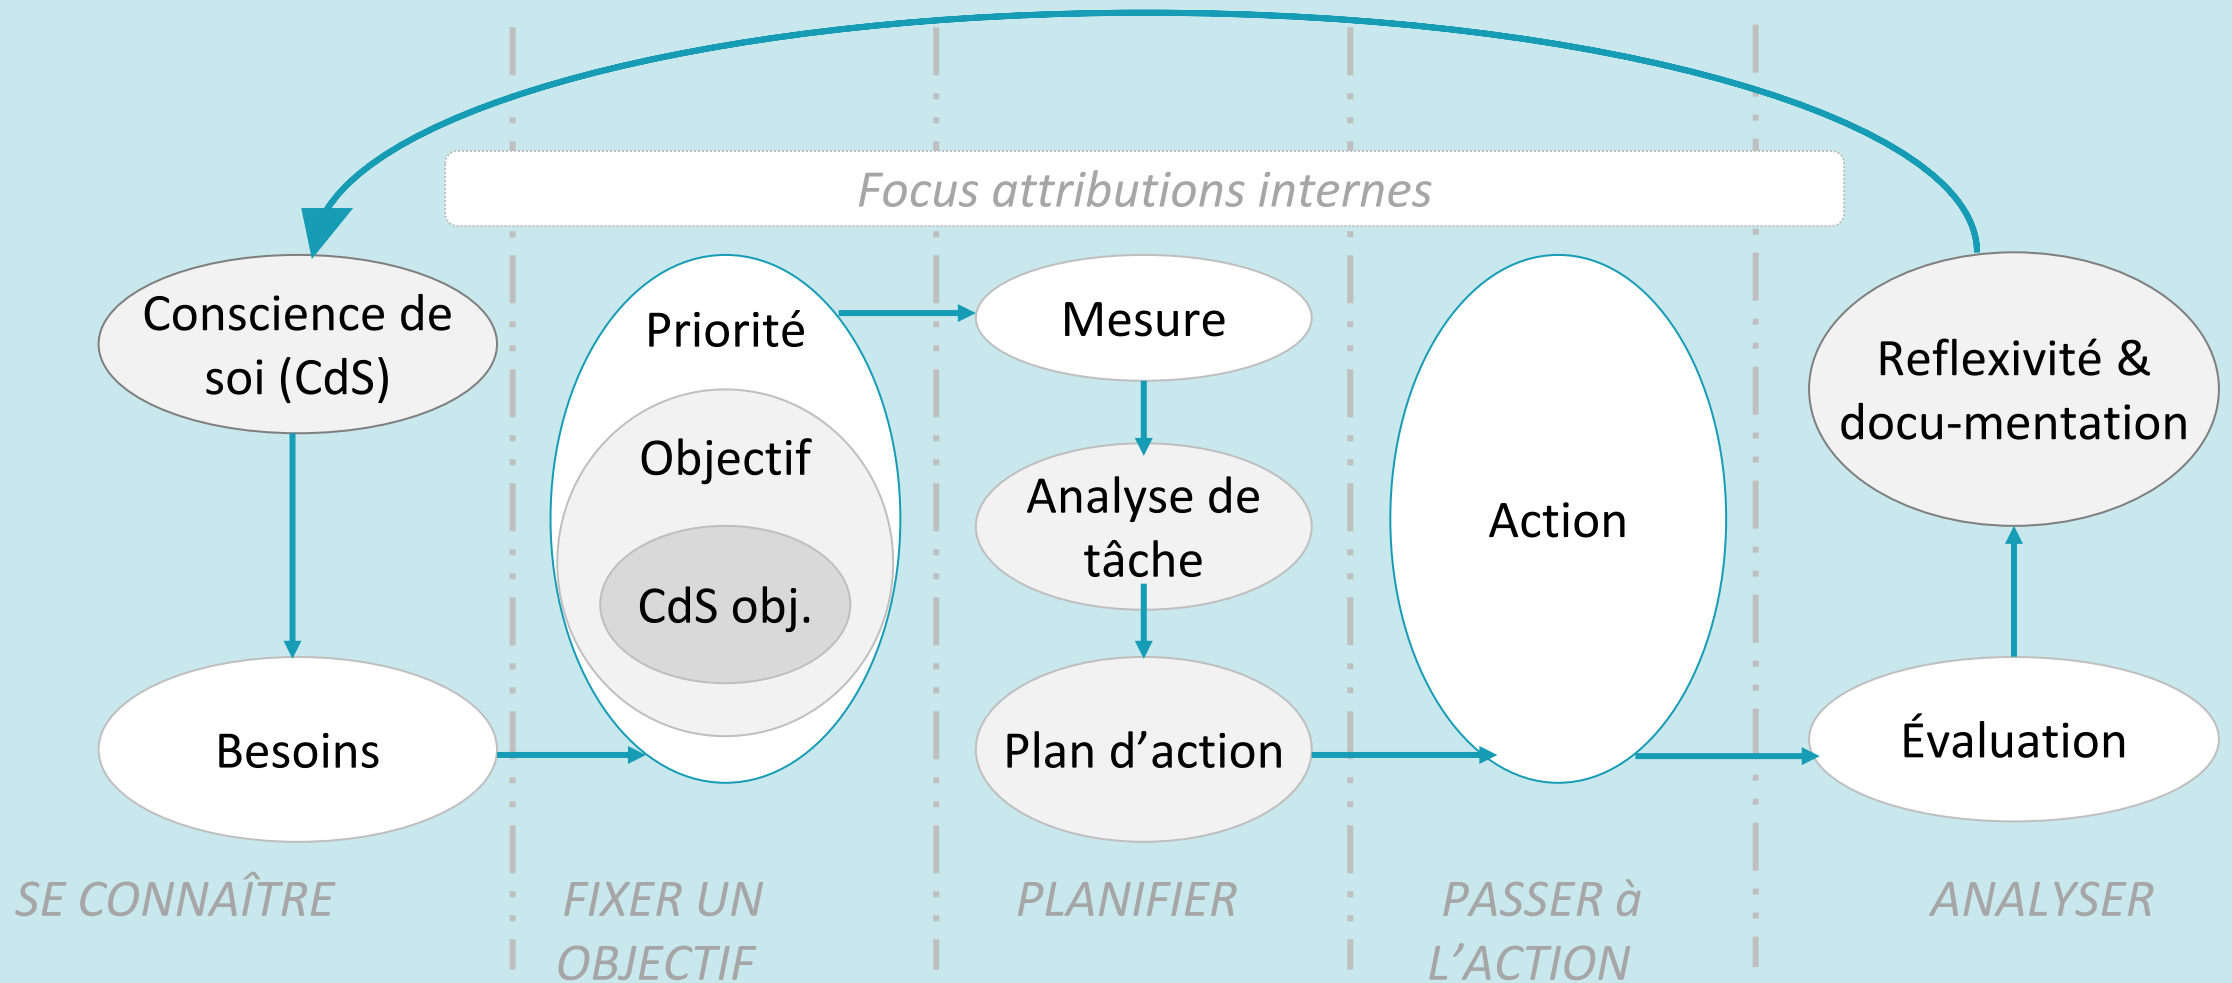 Focus attributions internes
Conscience de
soi (CdS)
Besoins
Priorité
Objectif
CdS obj.
Mesure
Analyse de
tâche
Plan d’action
Action
Reflexivité &
docu-mentation
Évaluation
SE CONNAÎTRE
FIXER UN
OBJECTIF
PLANIFIER
PASSER à
L’ACTION
ANALYSER